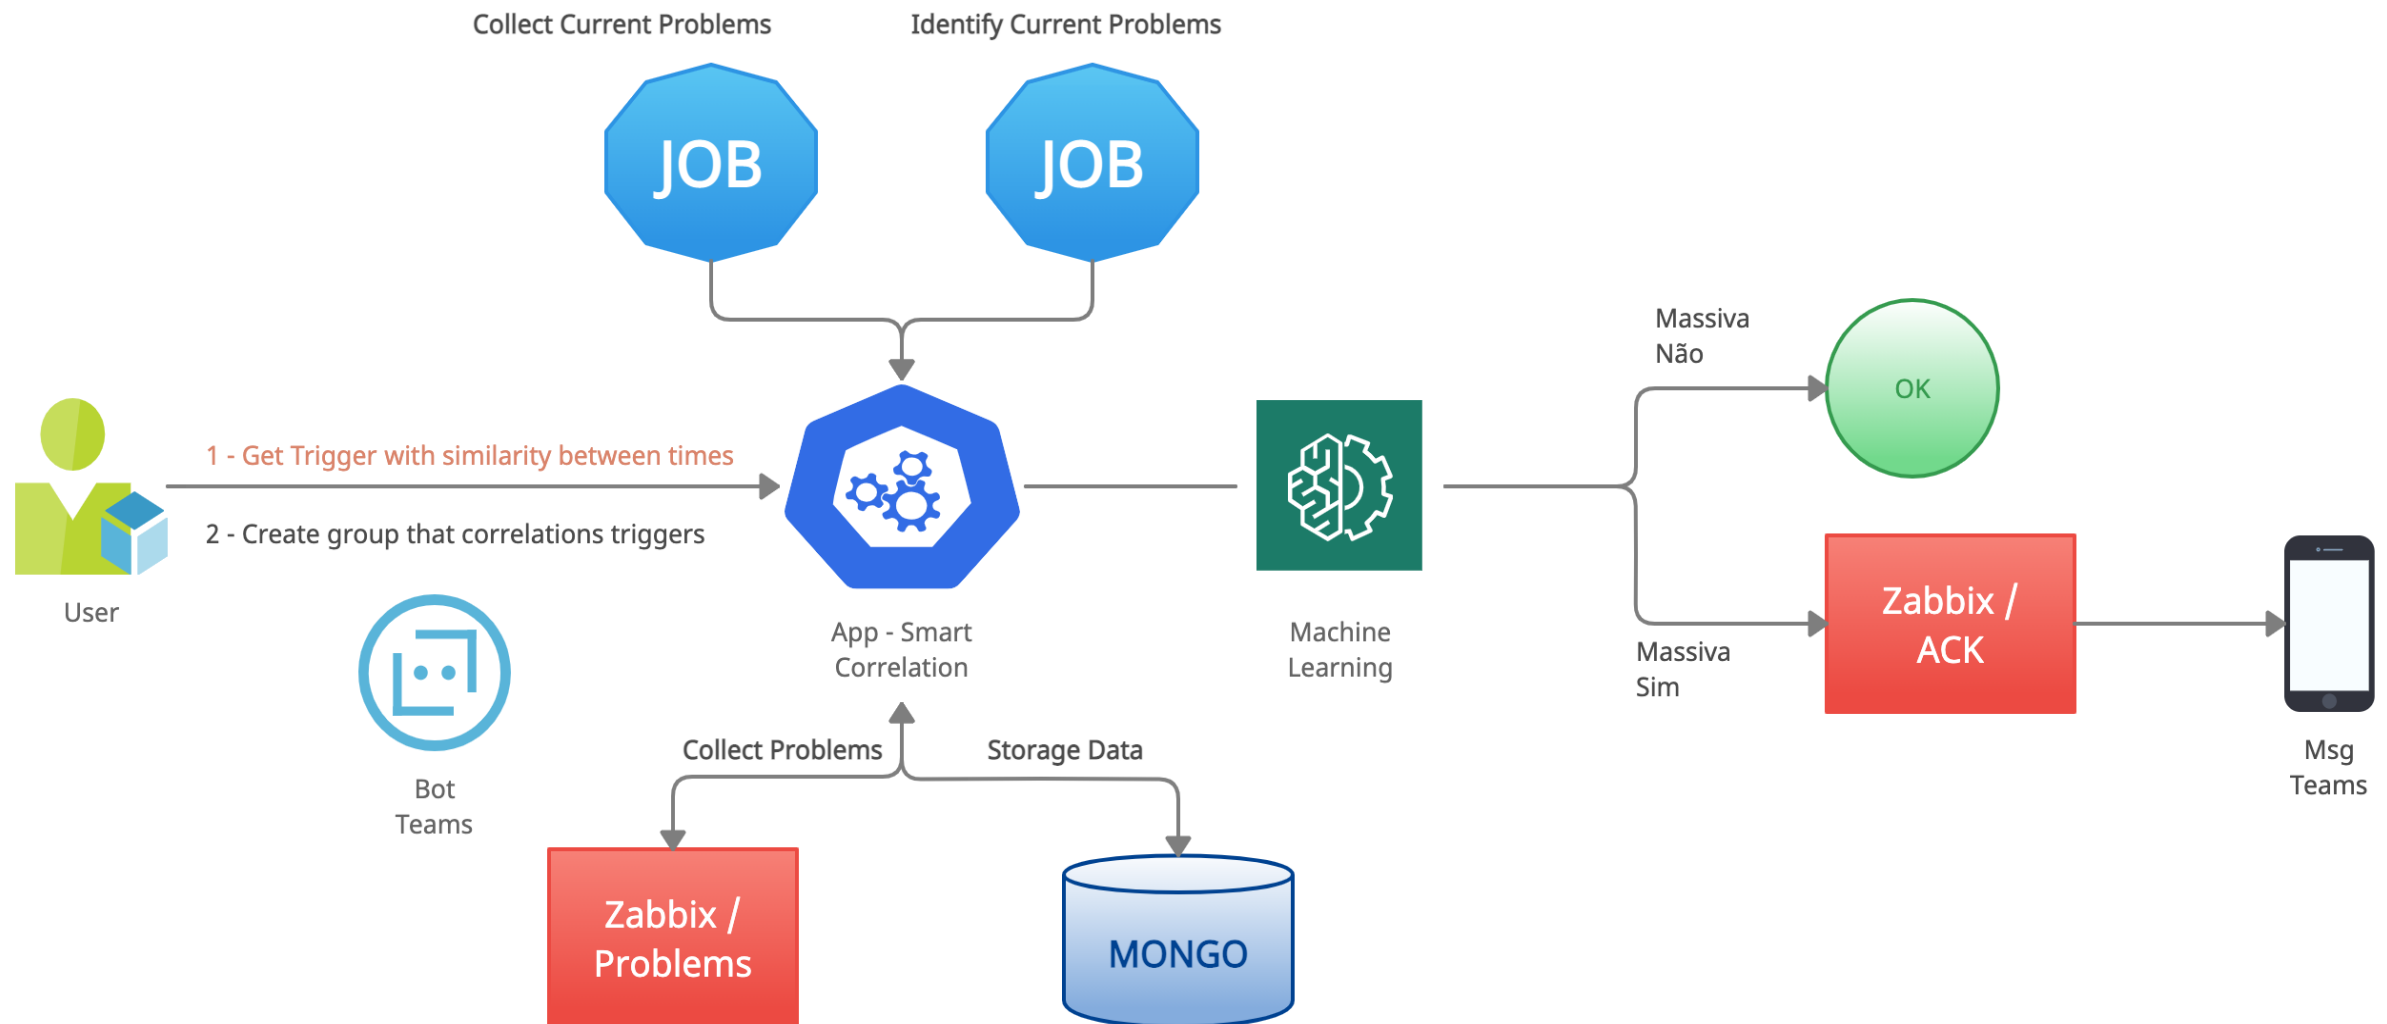 Collect Current Problems
Identify Current Problems
JOB
JOB
Massiva
Não
OK
1 - Get Trigger with similarity between times
2 - Create group that correlations triggers
User
App - Smart
Correlation
Machine
Learning
Massiva
Sim
Zabbix /
ACK
Msg
Teams
Bot
Teams
Collect Problems
Storage Data
Zabbix /
Problems
MONGO